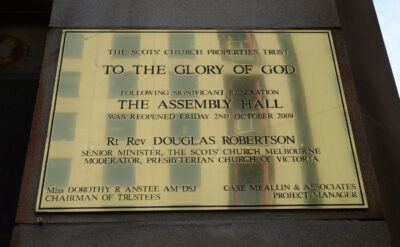 THE SCOTS' CHURCH PROPERTIES TRUST
TO THE GLORY OF GOD
FOLLOWING SIGNIFICANT RENOVATION
THE ASSEMBLY HALL
WAS REOPENED FRIDAY 2ND OCTOBER 2009
Rt Rev DOUGLAS ROBERTSON
SENIOR MINISTER, THE SCOTS' CHURCH MELBOURNE
MODERATOR, PRESBYTERIAN CHURCH OF VICTORIA
Miss DOROTHY R ANSTEE AM DSJ
CHAIRMAN OF TRUSTEES
CASE MEALLIN & ASSOCIATES
PROJECT MANAGER